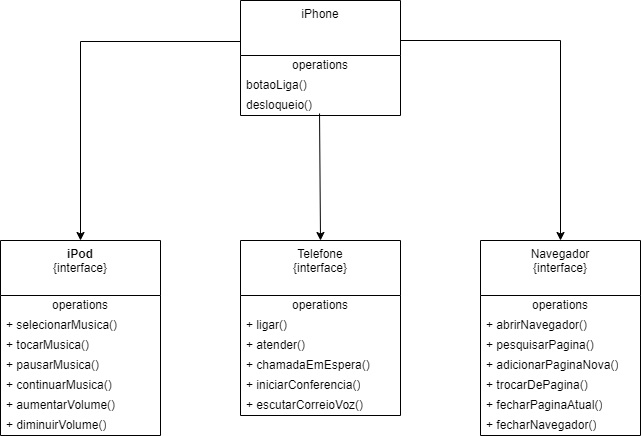 iPhone
operations
botaoLiga()
desloqueio()
iPod
{interface}
operations
+ selecionarMusica()
+ tocarMusica()
+ pausarMusica()
+ continuarMusica()
+ aumentarVolume()
+ diminuirVolume()
Telefone
{interface}
operations
+ ligar()
+ atender()
+ chamadaEmEspera()
+ iniciarConferencia()
+ escutarCorreioVoz()
Navegador
{interface}
operations
+ abrirNavegador()
+ pesquisarPagina()
+ adicionarPaginaNova()
+ trocarDePagina()
+ fecharPaginaAtual()
+ fecharNavegador()